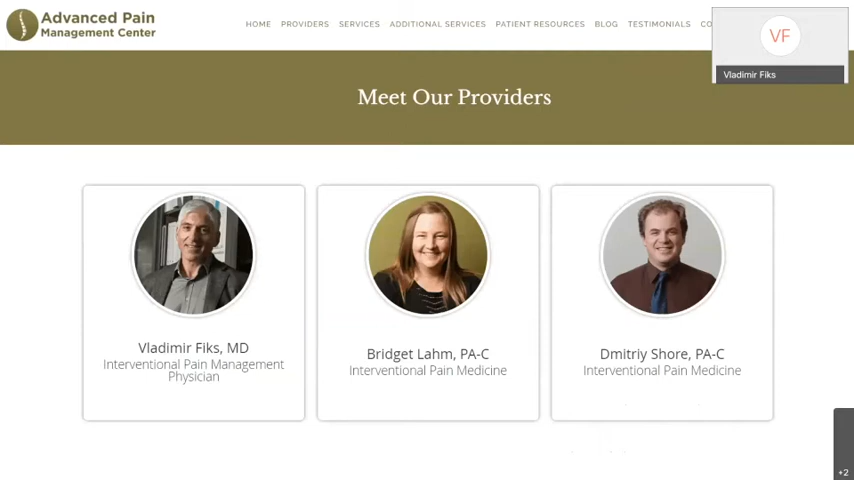 Advanced Pain
Management Center
HOME PROVIDERS SERVICES ADDITIONAL SERVICES PATIENT RESOURCES BLOG TESTIMONIALS
VF
Vladimir Fiks
Meet Our Providers
Vladimir Fiks, MD
Interventional Pain Management
Physician
Bridget Lahm, PA-C
Interventional Pain Medicine
Dmitriy Shore, PA-C
Interventional Pain Medicine
+2